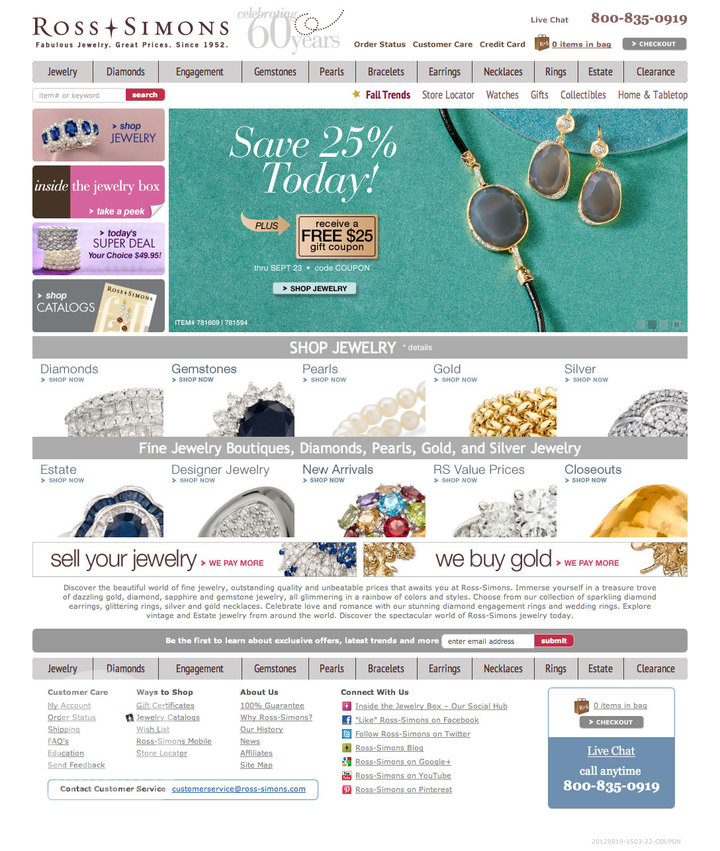 ROSS+SIMONS
Fabulous Jewelry. Great Prices. Since 1952.
celebrating
60years
Live Chat 800-835-0919
Order Status Customer Care Credit Card 0 items in bag > CHECKOUT
Jewelry Diamonds Engagement Gemstones Pearls Bracelets Earrings Necklaces Rings Estate Clearance
item# or keyword search
Fall Trends Store Locator Watches Gifts Collectibles Home & Tabletop
> shop
JEWELRY
inside the jewelry box
> take a peek
> today's
SUPER DEAL
Your Choice $49.95!
> shop
CATALOGS
ROSS+SIMONS
Save 25%
Today!
PLUS
receive a
FREE $25
gift coupon
thru SEPT 23 • code COUPON
> SHOP JEWELRY
ITEM# 781609 | 781594
SHOP JEWELRY * details
Diamonds Gemstones Pearls Gold Silver
> SHOP NOW > SHOP NOW > SHOP NOW > SHOP NOW > SHOP NOW
Fine Jewelry Boutiques, Diamonds, Pearls, Gold, and Silver Jewelry
Estate Designer Jewelry New Arrivals RS Value Prices Closeouts
> SHOP NOW > SHOP NOW > SHOP NOW > SHOP NOW > SHOP NOW
sell your jewelry > WE PAY MORE
we buy gold > WE PAY MORE
Discover the beautiful world of fine jewelry, outstanding quality and unbeatable prices that awaits you at Ross-Simons. Immerse yourself in a treasure trove
of dazzling gold, diamond, sapphire and gemstone jewelry, all glimmering in a rainbow of colors and styles. Choose from our collection of sparkling diamond
earrings, glittering rings, silver and gold necklaces. Celebrate love and romance with our stunning diamond engagement rings and wedding rings. Explore
vintage and Estate jewelry from around the world. Discover the spectacular world of Ross-Simons jewelry today.
Be the first to learn about exclusive offers, latest trends and more enter email address submit
Jewelry Diamonds Engagement Gemstones Pearls Bracelets Earrings Necklaces Rings Estate Clearance
Customer Care
My Account
Order Status
Shipping
FAQ's
Education
Send Feedback
Ways to Shop
Gift Certificates
Jewelry Catalogs
Wish List
Ross-Simons Mobile
Store Locator
About Us
100% Guarantee
Why Ross-Simons?
Our History
News
Affiliates
Site Map
Connect With Us
Inside the Jewelry Box – Our Social Hub
"Like" Ross-Simons on Facebook
Follow Ross-Simons on Twitter
Ross-Simons Blog
Ross-Simons on Google+
Ross-Simons on YouTube
Ross-Simons on Pinterest
0 items in bag
> CHECKOUT
Live Chat
call anytime
800-835-0919
Contact Customer Service customerservice@ross-simons.com
20120919-1503-22-COUPON